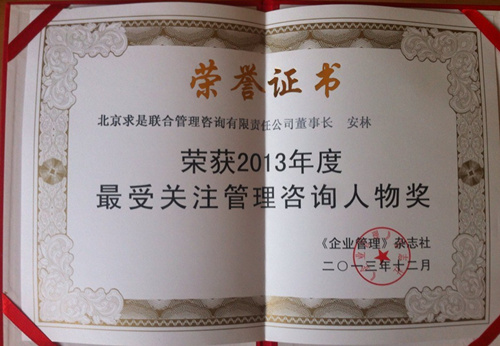 荣誉证书
北京求是联合管理咨询有限责任公司董事长 安林
荣获2013年度
最受关注管理咨询人物奖
《企业管理》杂志社
二〇一三年十二月